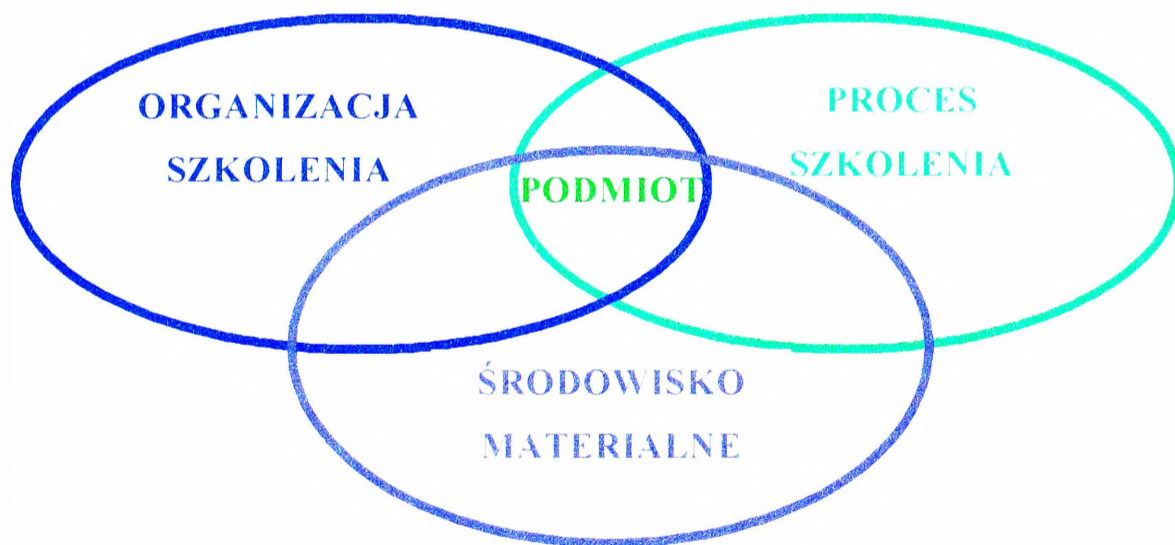 ORGANIZACJA
SZKOLENIA
PROCES
SZKOLENIA
PODMIOT
ŚRODOWISKO
MATERIALNE